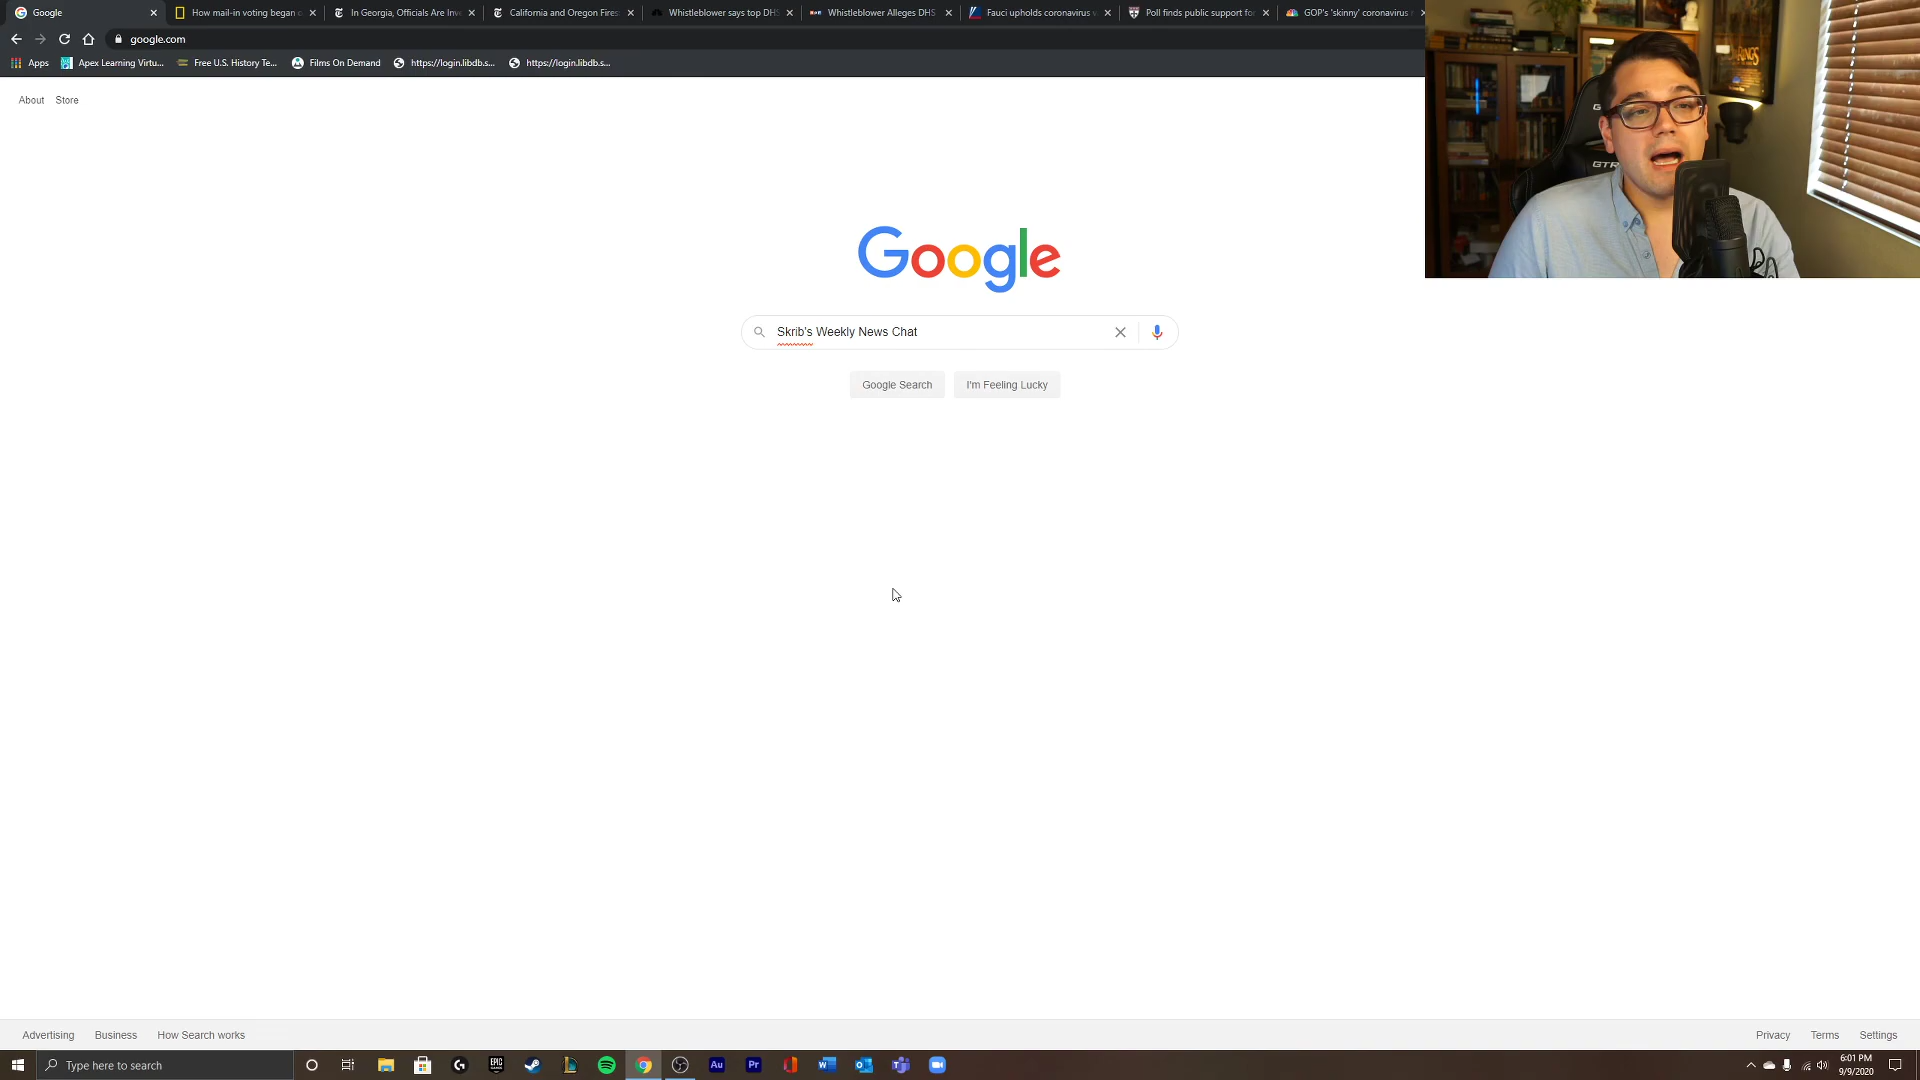 Google
How mail-in voting began o
In Georgia, Officials Are Inve
California and Oregon Fires:
Whistleblower says top DHS
Whistleblower Alleges DHS
Fauci upholds coronavirus v
Poll finds public support for
GOP's 'skinny' coronavirus r
google.com
Apps
Apex Learning Virtu...
Free U.S. History Te...
Films On Demand
https://login.libdb.s...
https://login.libdb.s...
About Store
Google
Skrib's Weekly News Chat
Google Search
I'm Feeling Lucky
Advertising Business How Search works
Privacy Terms Settings
Type here to search
6:01 PM
9/9/2020